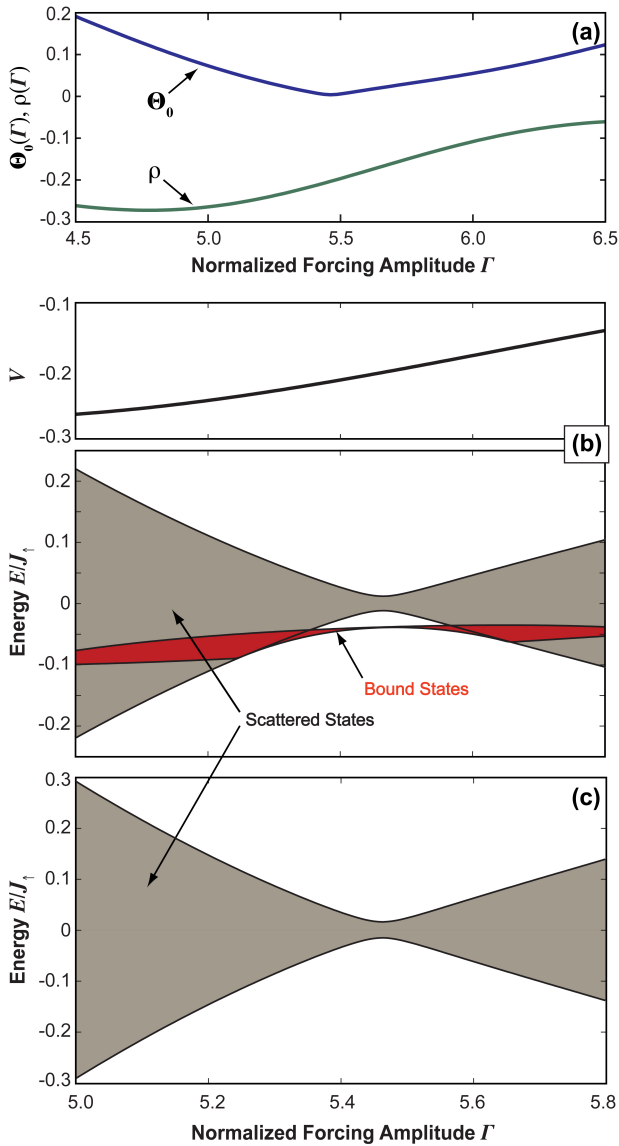 (a)
0.2
0.1
0
-0.1
-0.2
-0.3
Θ₀(Γ), ρ(Γ)
Θ₀
ρ
4.5 5.0 5.5 6.0 6.5
Normalized Forcing Amplitude Γ
-0.1
-0.2
-0.3
V
(b)
0.2
0.1
0
-0.1
-0.2
Energy E/J↑
Bound States
Scattered States
(c)
0.3
0.2
0.1
0
-0.1
-0.2
-0.3
Energy E/J↑
5.0 5.2 5.4 5.6 5.8
Normalized Forcing Amplitude Γ